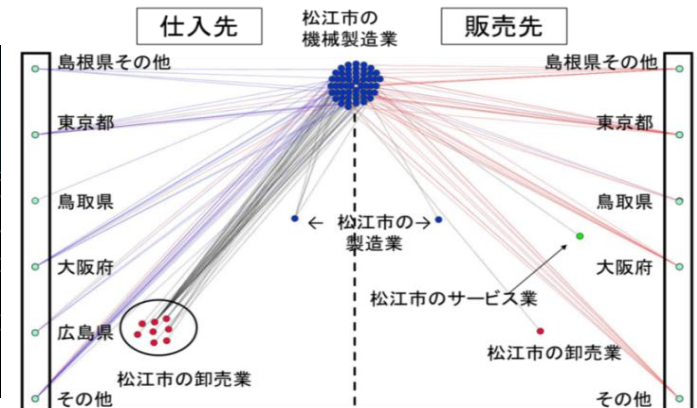 仕入先
松江市の
機械製造業
販売先
島根県その他
東京都
鳥取県
大阪府
広島県
その他
← 松江市の→
製造業
松江市の卸売業
松江市のサービス業
松江市の卸売業
島根県その他
東京都
鳥取県
大阪府
その他